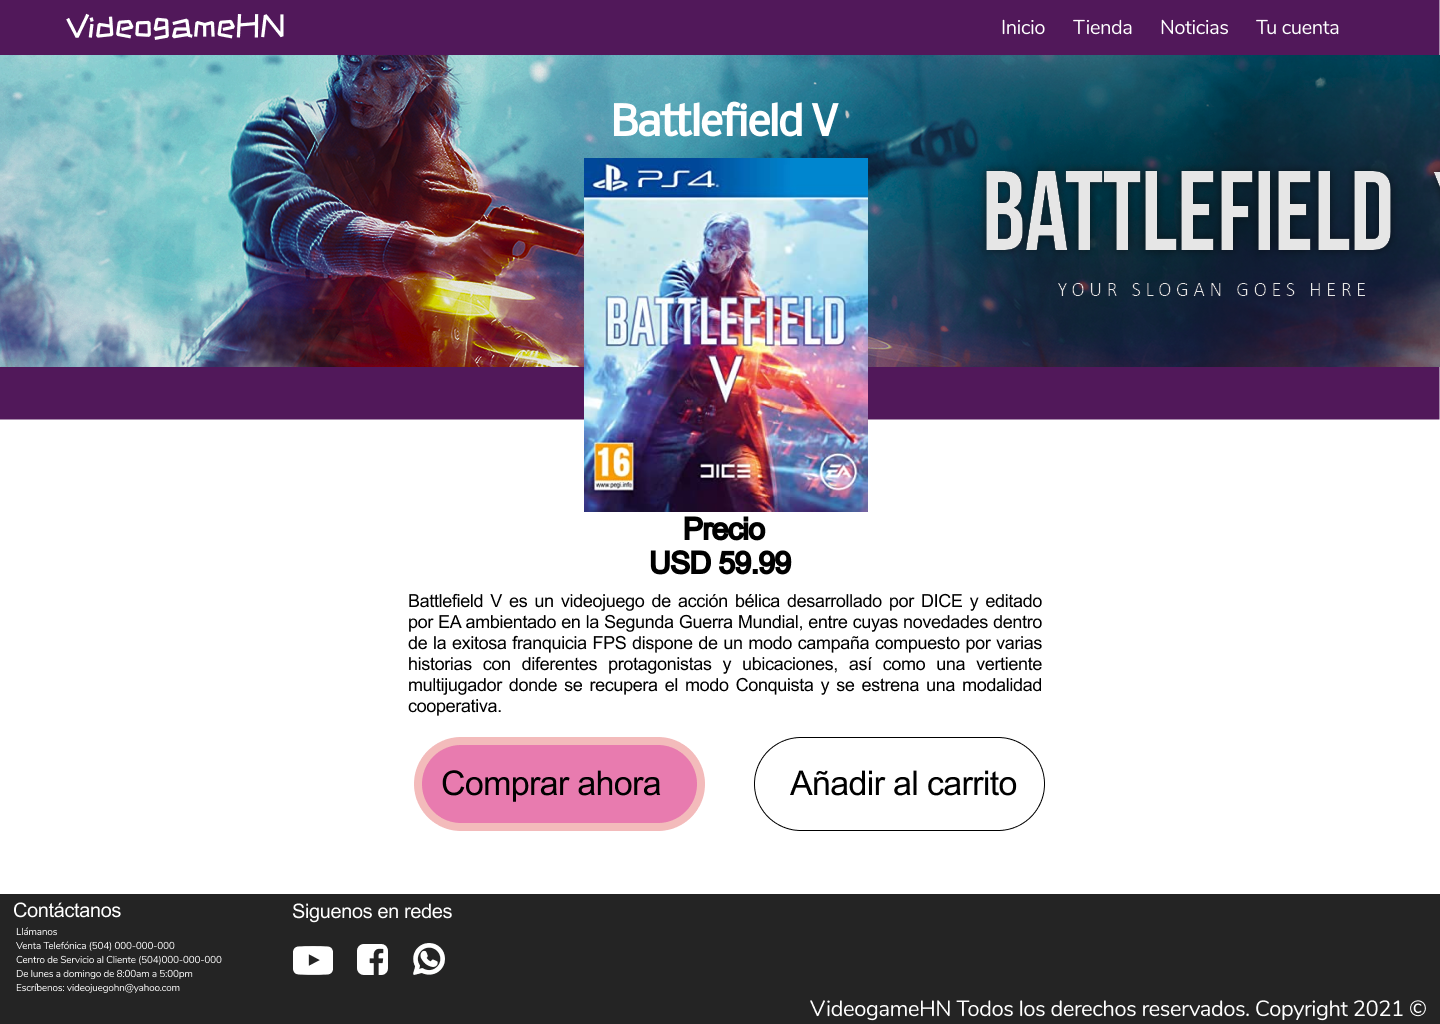 VideogameHN
Inicio Tienda Noticias Tu cuenta
Battlefield V
PS4
BATTLEFIELD
YOUR SLOGAN GOES HERE
BATTLEFIELD
V
16
www.pegi.info
DICE
EA
Precio
USD 59.99
Battlefield V es un videojuego de acción bélica desarrollado por DICE y editado
por EA ambientado en la Segunda Guerra Mundial, entre cuyas novedades dentro
de la exitosa franquicia FPS dispone de un modo campaña compuesto por varias
historias con diferentes protagonistas y ubicaciones, así como una vertiente
multijugador donde se recupera el modo Conquista y se estrena una modalidad
cooperativa.
Comprar ahora
Añadir al carrito
Contáctanos
Llámanos
Venta Telefónica (504) 000-000-000
Centro de Servicio al Cliente (504)000-000-000
De lunes a domingo de 8:00am a 5:00pm
Escríbenos: videojuegohn@yahoo.com
Siguenos en redes
VideogameHN Todos los derechos reservados. Copyright 2021 ©